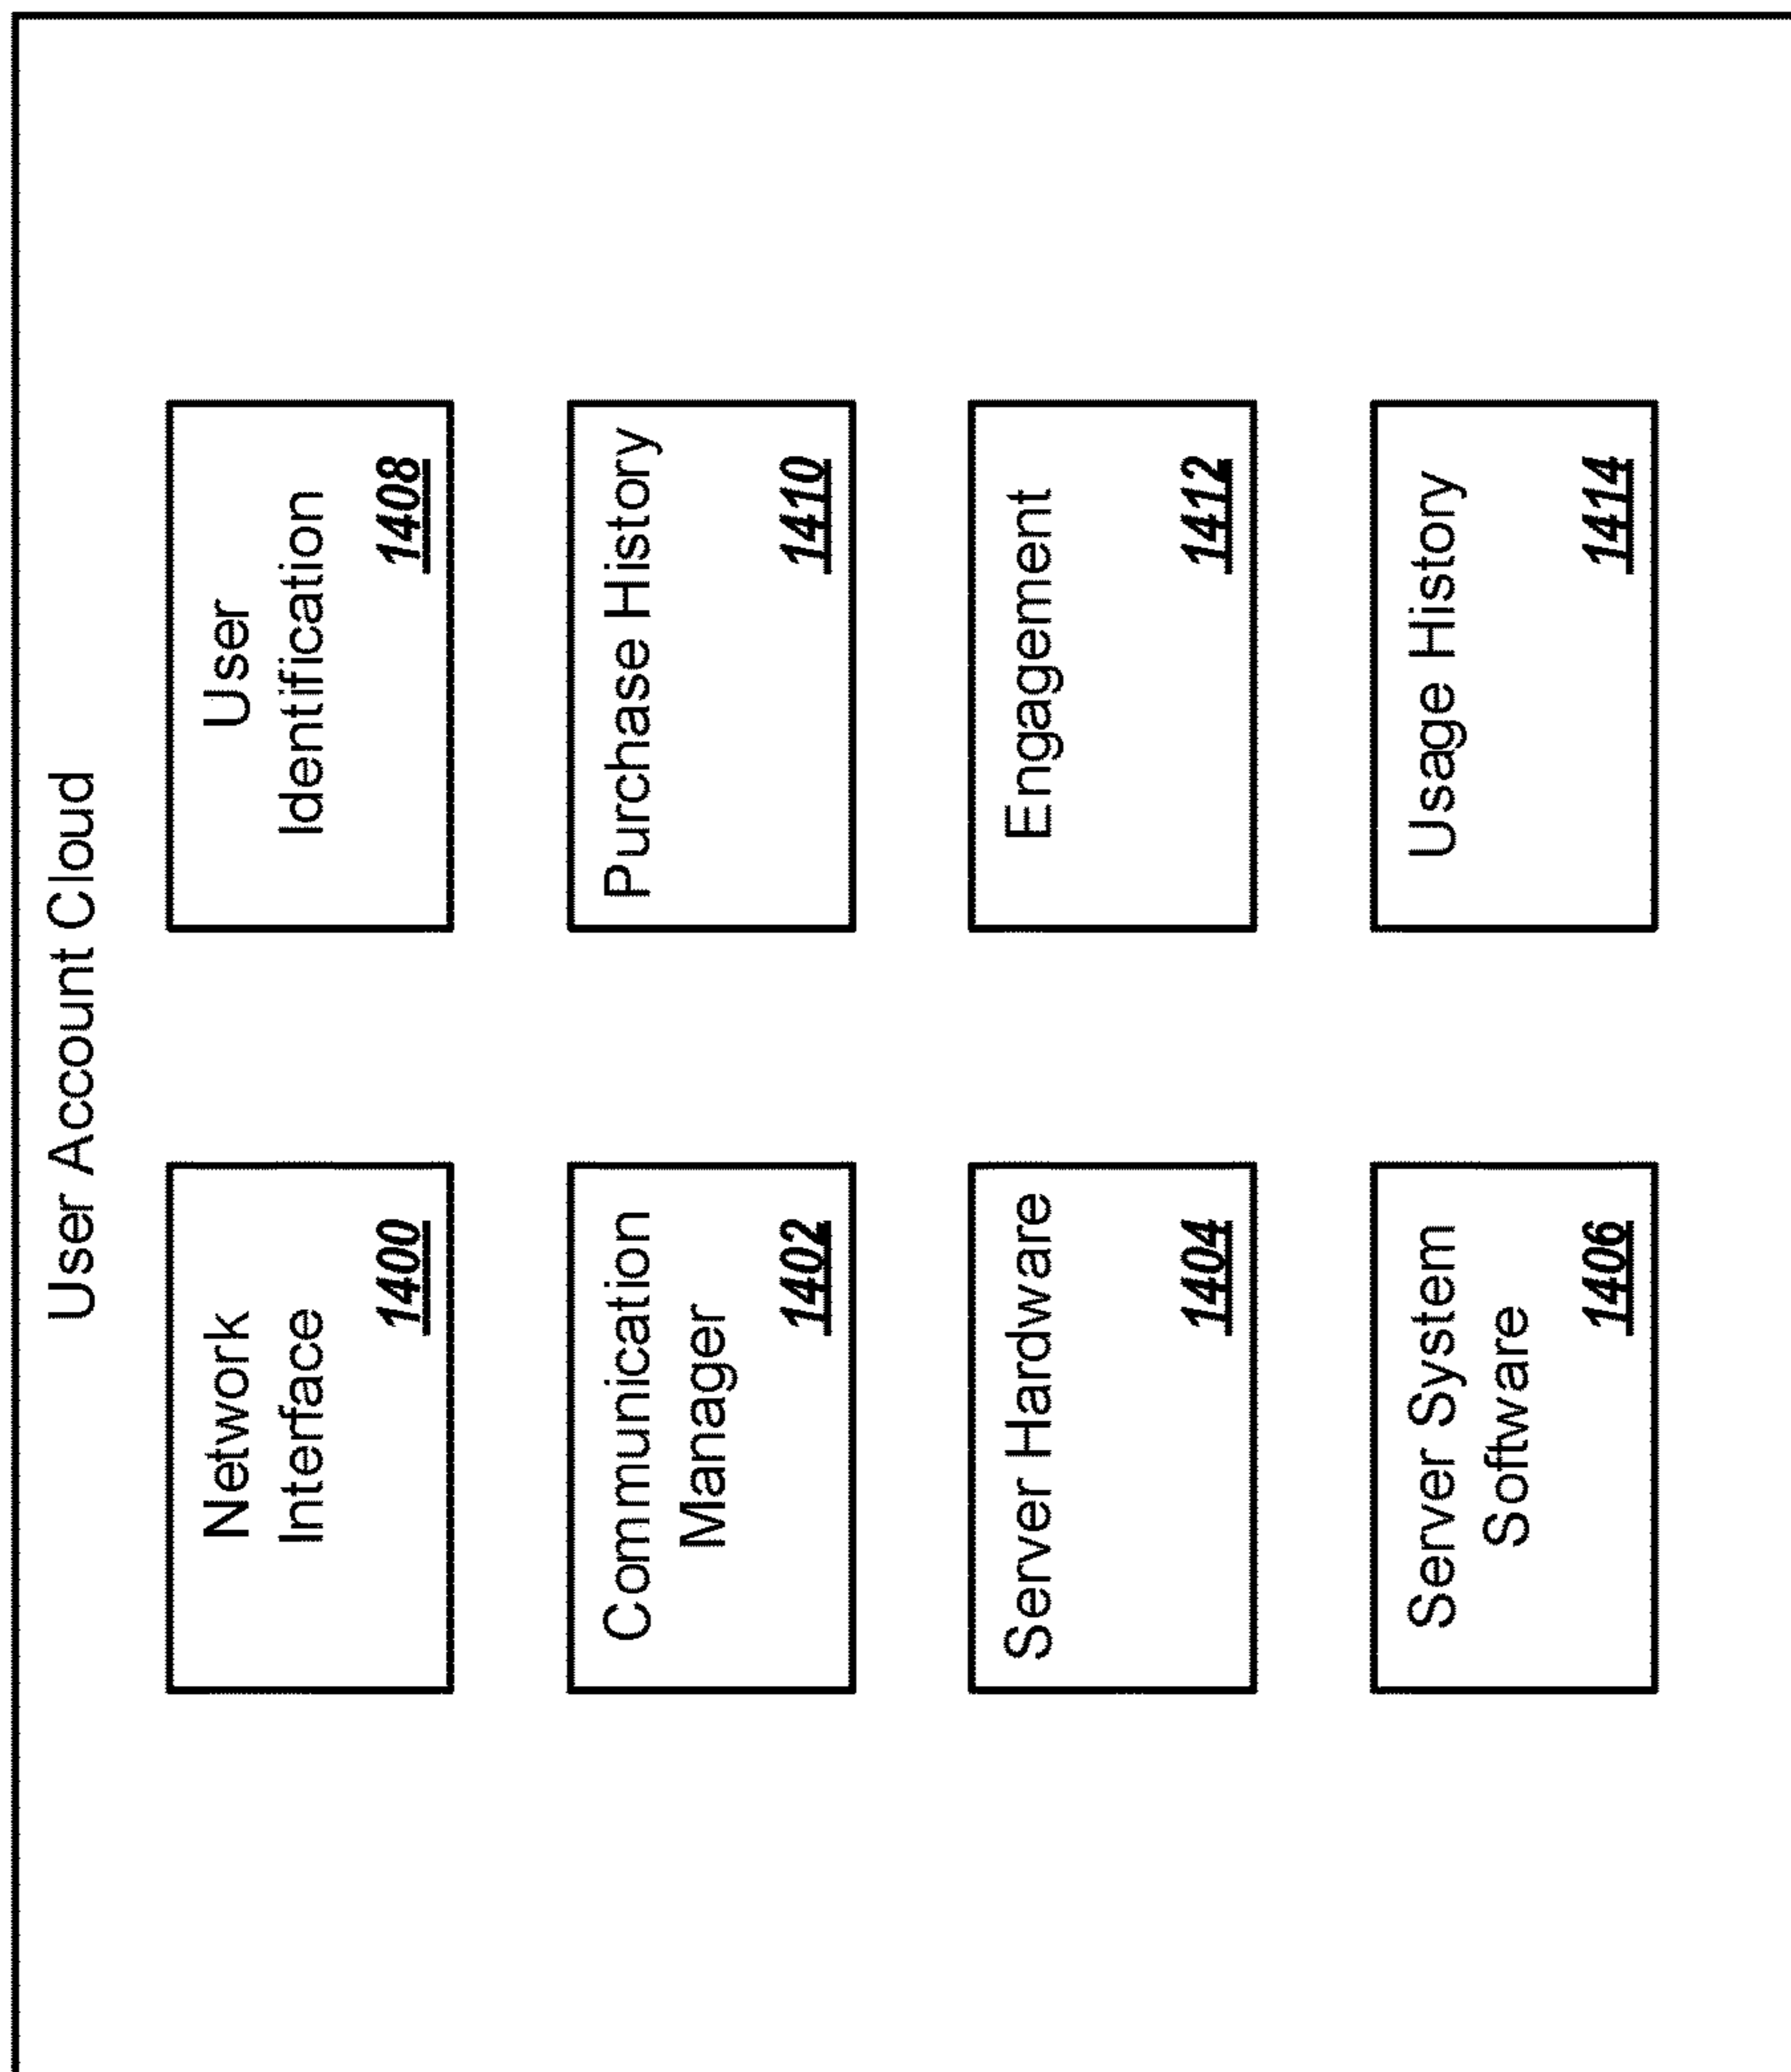 User Account Cloud
Network
Interface
1400
Communication
Manager
1402
Server Hardware
1404
Server System
Software
1406
User
Identification
1408
Purchase History
1410
Engagement
1412
Usage History
1414